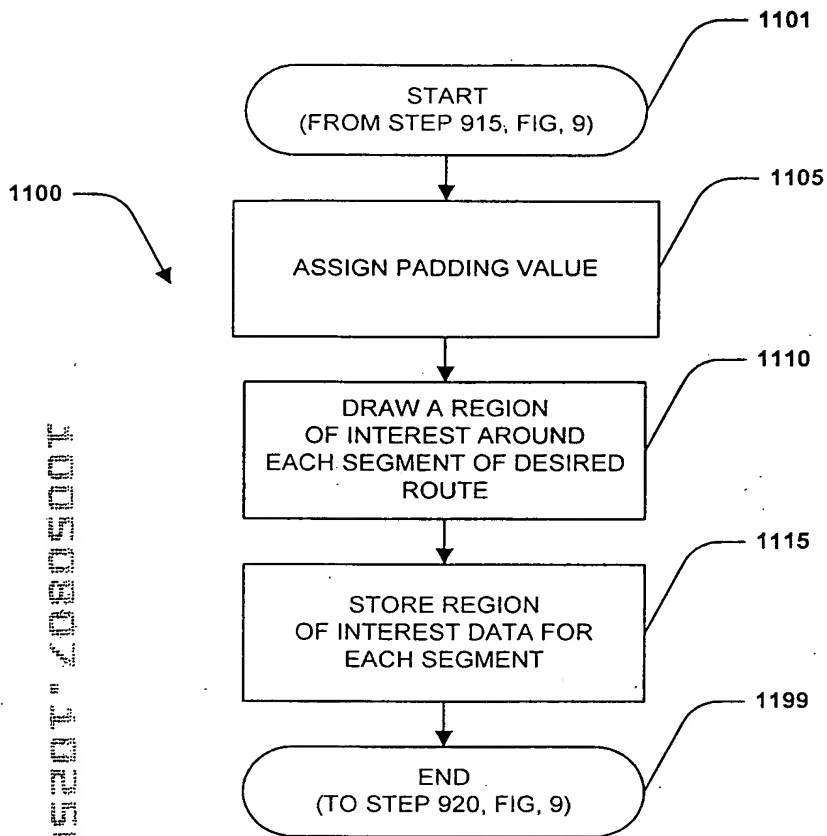 1101
START
(FROM STEP 915, FIG, 9)
1100
1105
ASSIGN PADDING VALUE
1110
DRAW A REGION
OF INTEREST AROUND
EACH SEGMENT OF DESIRED
ROUTE
1115
STORE REGION
OF INTEREST DATA FOR
EACH SEGMENT
1199
END
(TO STEP 920, FIG, 9)